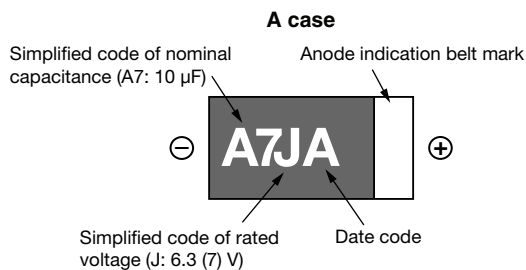 A case
Simplified code of nominal
capacitance (A7: 10 µF)
Anode indication belt mark
⊖
A7JA
⊕
Simplified code of rated
voltage (J: 6.3 (7) V)
Date code